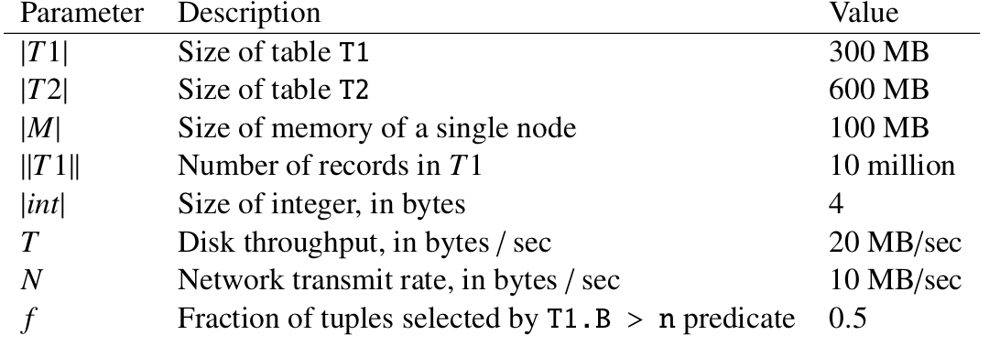 Parameter Description Value
|T1| Size of table T1 300 MB
|T2| Size of table T2 600 MB
|M| Size of memory of a single node 100 MB
||T1|| Number of records in T1 10 million
|int| Size of integer, in bytes 4
T Disk throughput, in bytes / sec 20 MB/sec
N Network transmit rate, in bytes / sec 10 MB/sec
f Fraction of tuples selected by T1.B > n predicate 0.5